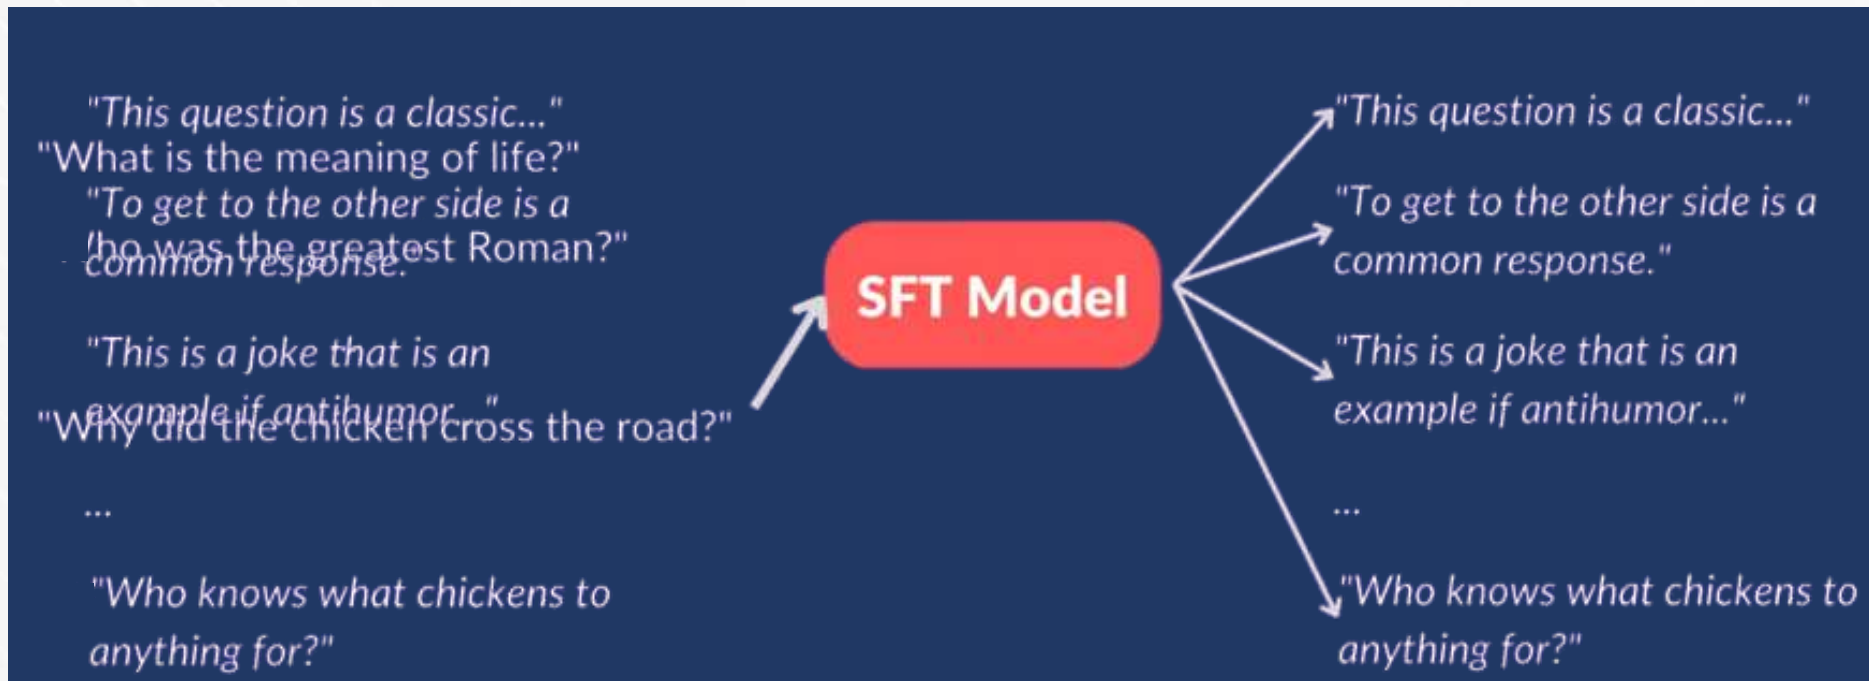 "This question is a classic..."
"What is the meaning of life?"
"To get to the other side is a
ho was the greatest Roman?"
common response."
"This is a joke that is an
example if antihumor..."
"Why did the chicken cross the road?"
...
"Who knows what chickens to
anything for?"
SFT Model
"This question is a classic..."
"To get to the other side is a
common response."
"This is a joke that is an
example if antihumor..."
...
"Who knows what chickens to
anything for?"